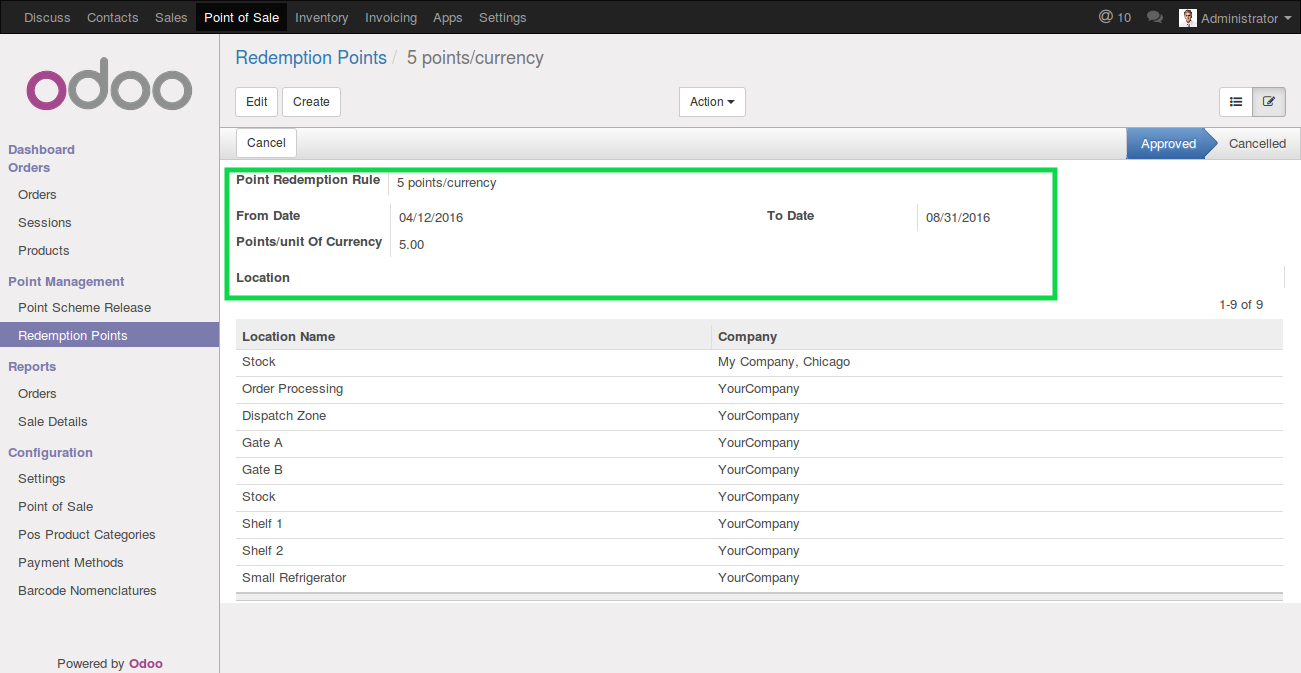 Discuss Contacts Sales Point of Sale Inventory Invoicing Apps Settings @ 10 Administrator
odoo
Redemption Points / 5 points/currency
Edit Create Action
Cancel Approved Cancelled
Dashboard
Orders
Orders
Sessions
Products
Point Management
Point Scheme Release
Redemption Points
Reports
Orders
Sale Details
Configuration
Settings
Point of Sale
Pos Product Categories
Payment Methods
Barcode Nomenclatures
Powered by Odoo
Point Redemption Rule 5 points/currency
From Date 04/12/2016 To Date 08/31/2016
Points/unit Of Currency 5.00
Location
1-9 of 9
Location Name Company
Stock My Company, Chicago
Order Processing YourCompany
Dispatch Zone YourCompany
Gate A YourCompany
Gate B YourCompany
Stock YourCompany
Shelf 1 YourCompany
Shelf 2 YourCompany
Small Refrigerator YourCompany